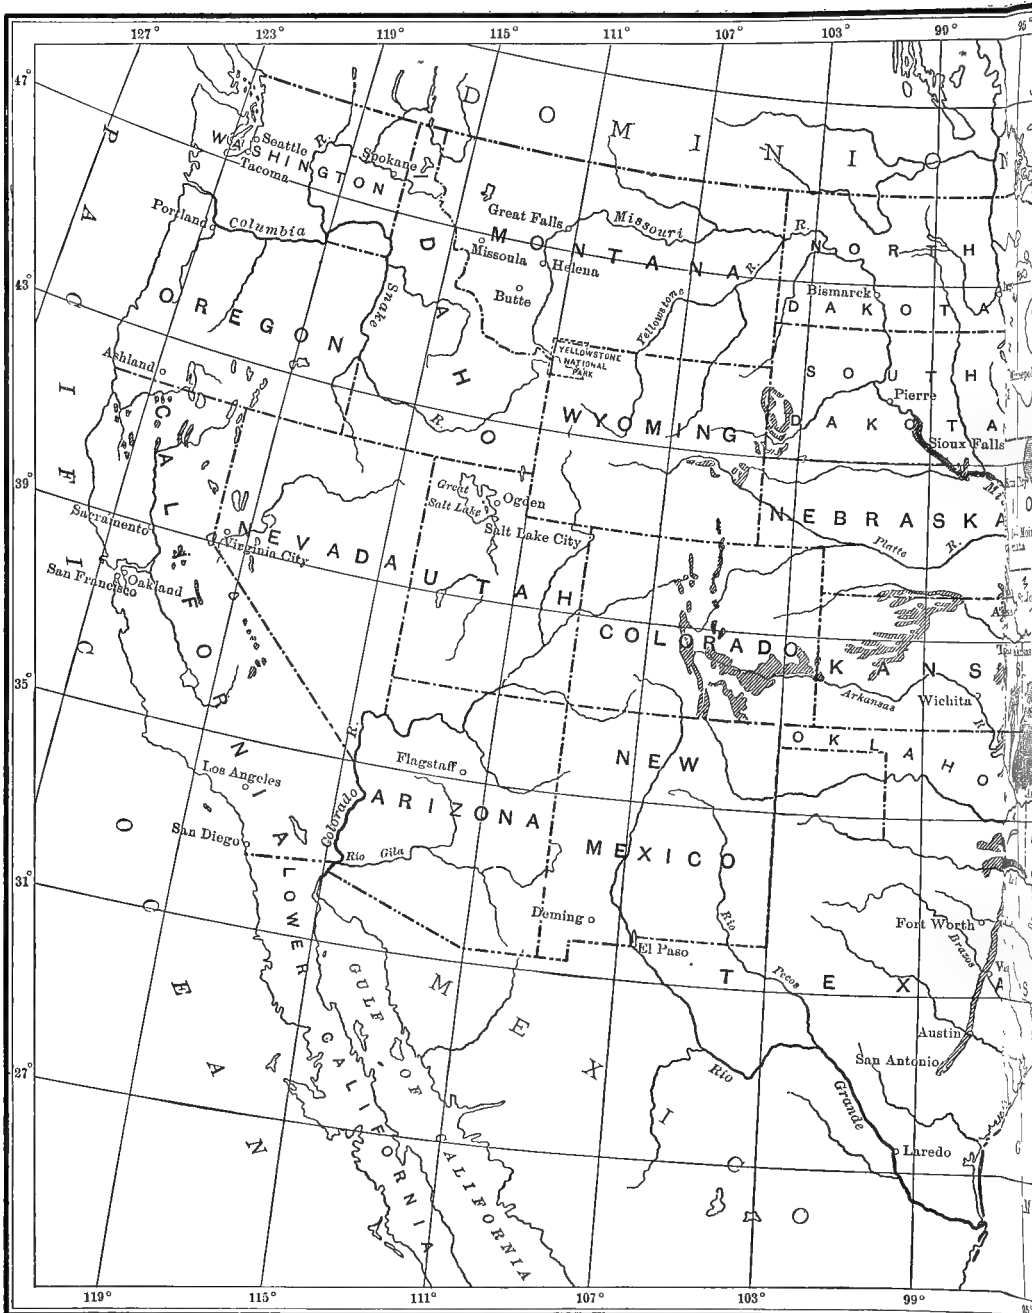 127° 123° 119° 115° 111° 107° 103° 99° 95°
47°
43°
39°
35°
31°
27°
119° 115° 111° 107° 103° 99°
DOMINION
PACIFIC OCEAN
WASHINGTON
Seattle
Tacoma
R.
Spokane
Portland
Columbia
OREGON
Ashland
Snake
R.
IDAHO
MONTANA
Great Falls
Missouri
R.
Missoula
Helena
Butte
Yellowstone
R.
YELLOWSTONE
NATIONAL
PARK
WYOMING
NORTH
DAKOTA
Bismarck
SOUTH
DAKOTA
Pierre
Sioux Falls
NEBRASKA
Platte
R.
CALIFORNIA
Sacramento
San Francisco
Oakland
Los Angeles
San Diego
NEVADA
Virginia City
UTAH
Great
Salt Lake
Ogden
Salt Lake City
COLORADO
KANS
Arkansas
R.
Wichita
OKLAHO
ARIZONA
Flagstaff
Colorado
R.
Rio Gila
NEW
MEXICO
Deming
El Paso
Rio
Pecos
TEXAS
Fort Worth
Brazos
Austin
San Antonio
Laredo
Rio
Grande
LOWER
CALIFORNIA
GULF OF
CALIFORNIA
MEXICO